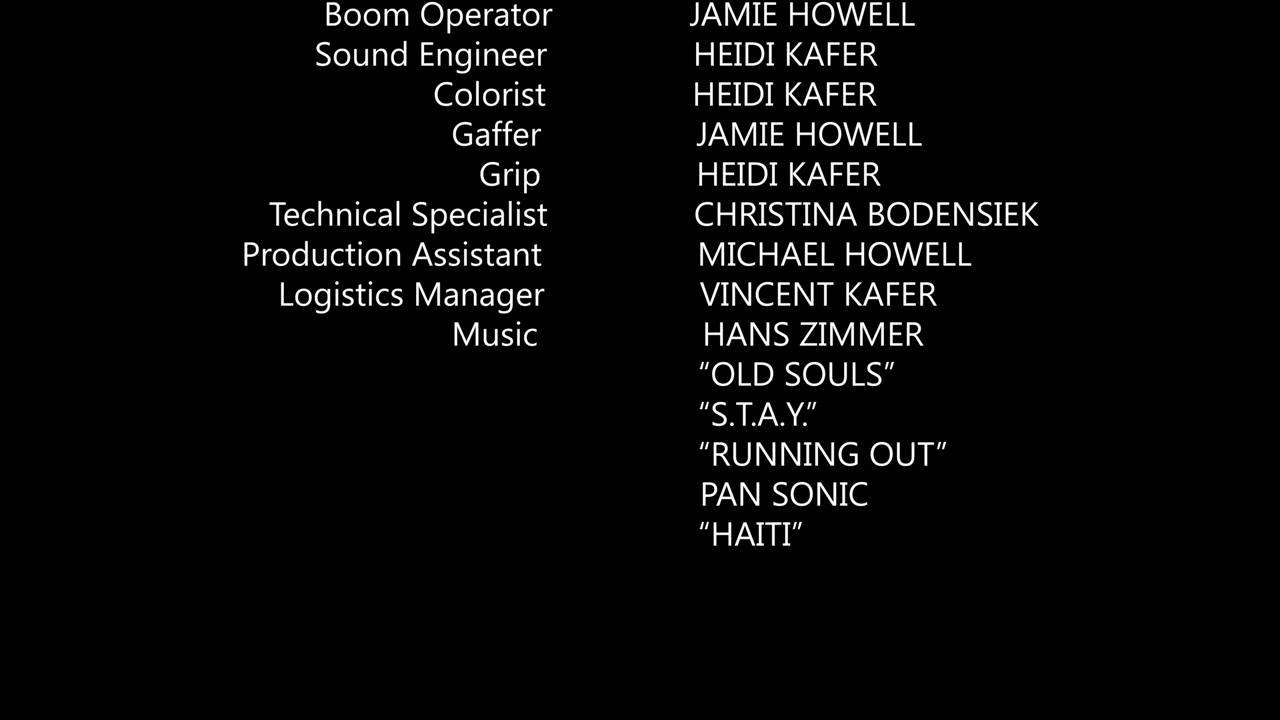 Boom Operator JAMIE HOWELL
Sound Engineer HEIDI KAFER
Colorist HEIDI KAFER
Gaffer JAMIE HOWELL
Grip HEIDI KAFER
Technical Specialist CHRISTINA BODENSIEK
Production Assistant MICHAEL HOWELL
Logistics Manager VINCENT KAFER
Music HANS ZIMMER
“OLD SOULS”
“S.T.A.Y.”
“RUNNING OUT”
PAN SONIC
“HAITI”